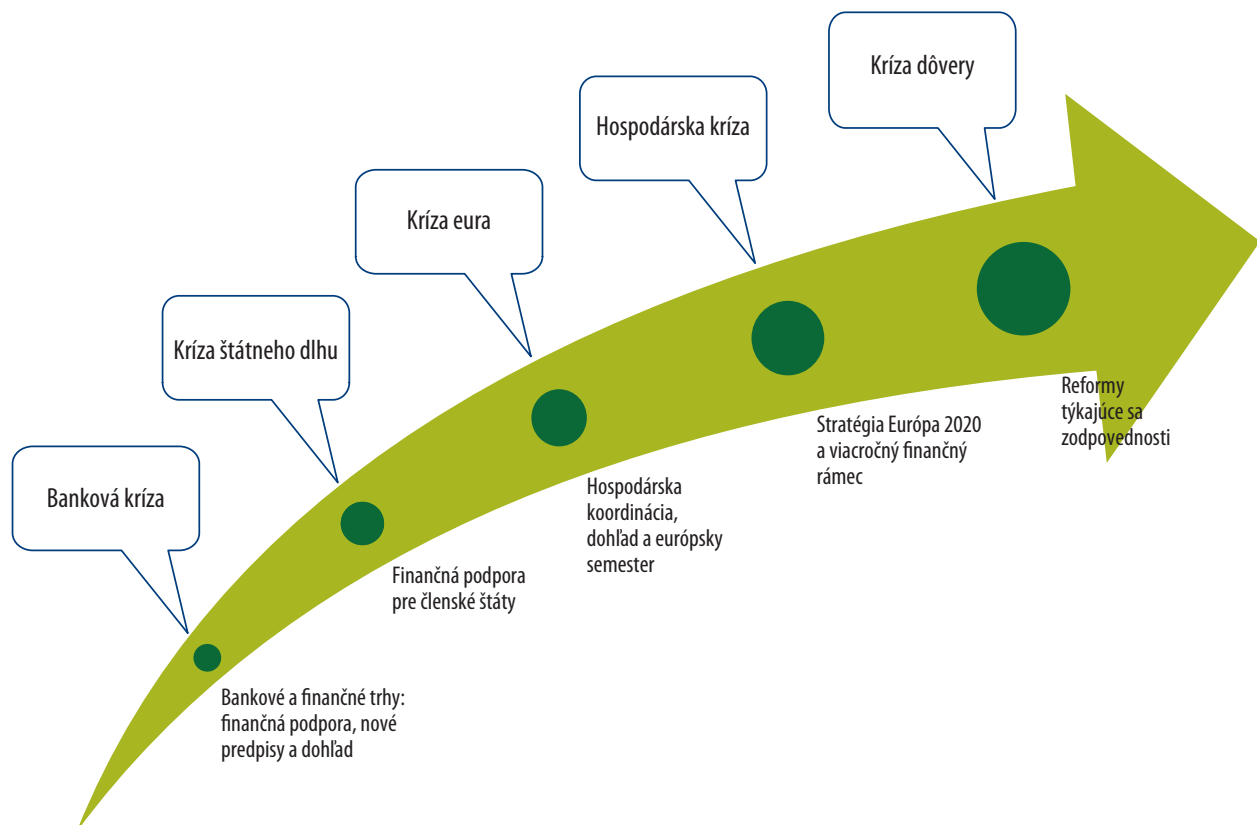 Kríza dôvery
Hospodárska kríza
Kríza eura
Kríza štátneho dlhu
Banková kríza
Reformy
týkajúce sa
zodpovednosti
Stratégia Európa 2020
a viacročný finančný
rámec
Hospodárska
koordinácia,
dohľad a európsky
semester
Finančná podpora
pre členské štáty
Bankové a finančné trhy:
finančná podpora, nové
predpisy a dohľad